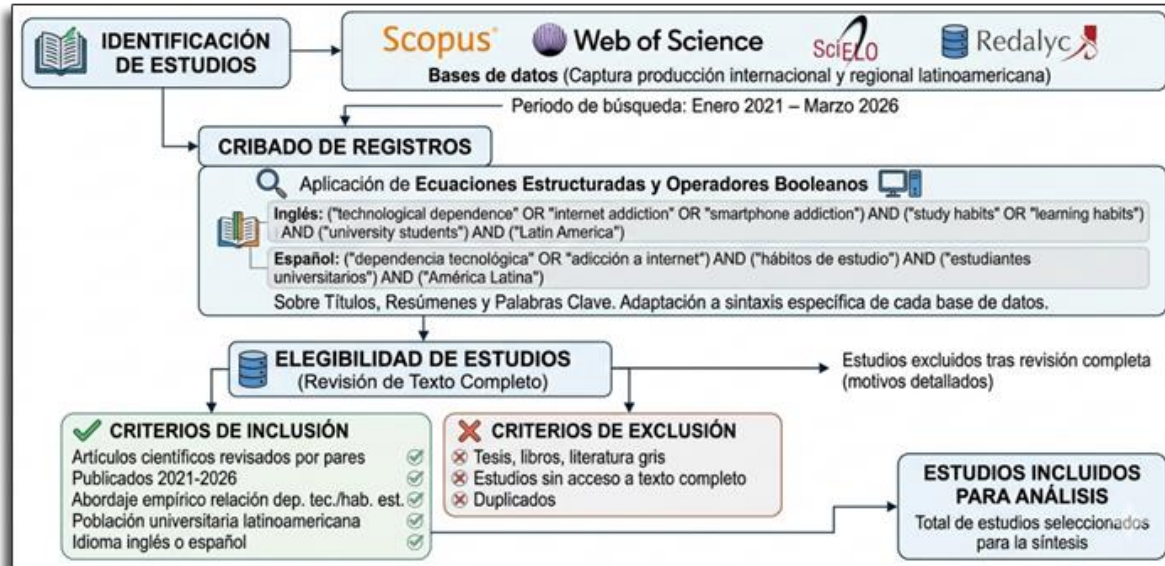 IDENTIFICACIÓN
DE ESTUDIOS
Scopus
Web of Science
SciELO
Redalyc
Bases de datos (Captura producción internacional y regional latinoamericana)
Periodo de búsqueda: Enero 2021 – Marzo 2026
CRIBADO DE REGISTROS
Aplicación de Ecuaciones Estructuradas y Operadores Booleanos
Inglés: ("technological dependence" OR "internet addiction" OR "smartphone addiction") AND ("study habits" OR "learning habits")
AND ("university students") AND ("Latin America")
Español: ("dependencia tecnológica" OR "adicción a internet") AND ("hábitos de estudio") AND ("estudiantes
universitarios") AND ("América Latina")
Sobre Títulos, Resúmenes y Palabras Clave. Adaptación a sintaxis específica de cada base de datos.
ELEGIBILIDAD DE ESTUDIOS
(Revisión de Texto Completo)
Estudios excluidos tras revisión completa
(motivos detallados)
CRITERIOS DE INCLUSIÓN
Artículos científicos revisados por pares
Publicados 2021-2026
Abordaje empírico relación dep. tec./hab. est.
Población universitaria latinoamericana
Idioma inglés o español
CRITERIOS DE EXCLUSIÓN
Tesis, libros, literatura gris
Estudios sin acceso a texto completo
Duplicados
ESTUDIOS INCLUIDOS
PARA ANÁLISIS
Total de estudios seleccionados
para la síntesis